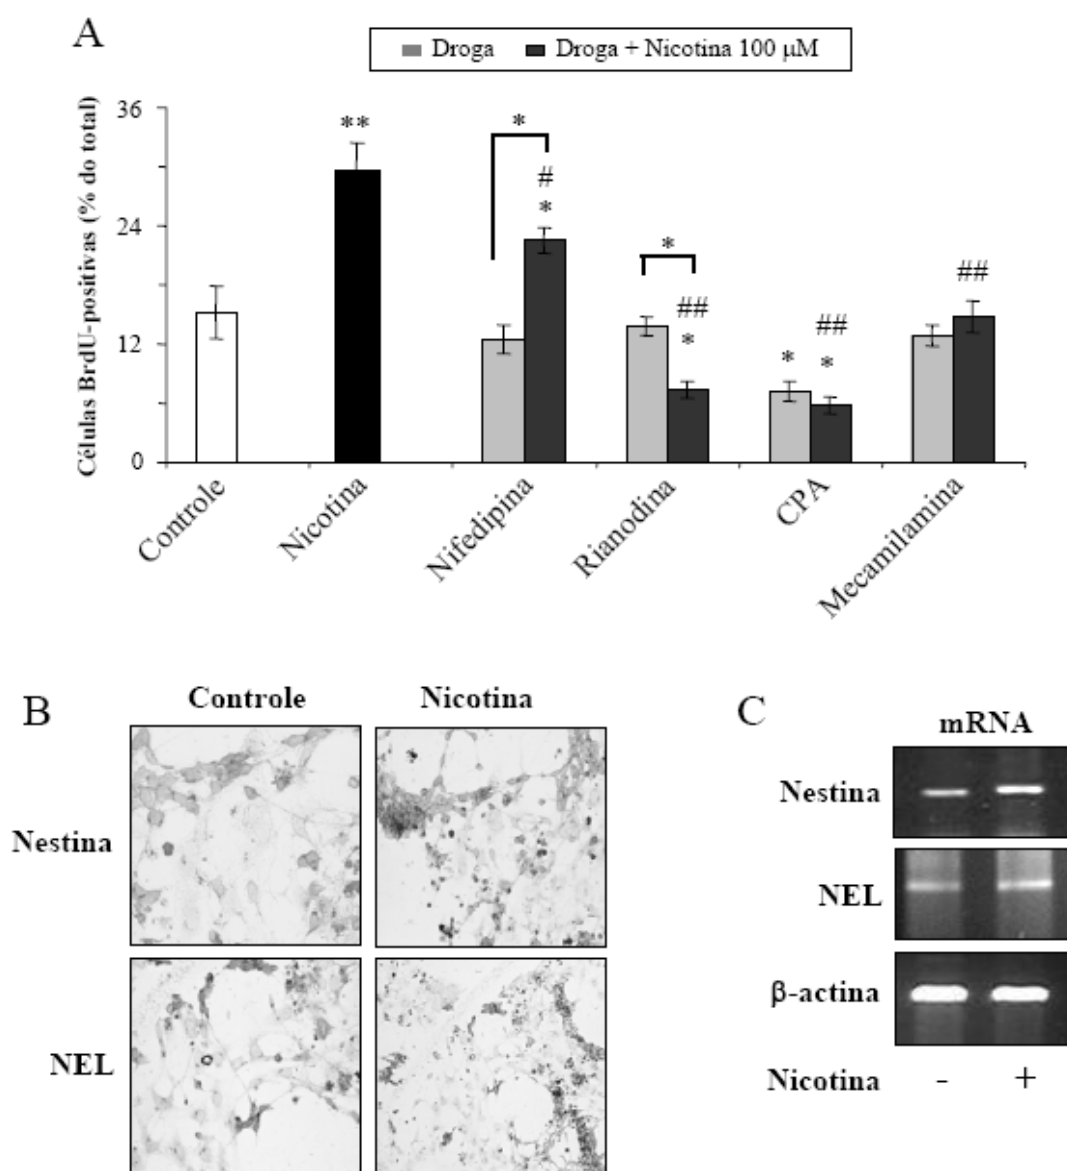 A
Droga
Droga + Nicotina 100 μM
Células BrdU-positivas (% do total)
36
24
12
0
**
*
#
*
*
##
*
*
##
*
##
Controle
Nicotina
Nifedipina
Rianodina
CPA
Mecamilamina
B
Controle
Nicotina
Nestina
NEL
C
mRNA
Nestina
NEL
β-actina
Nicotina - +